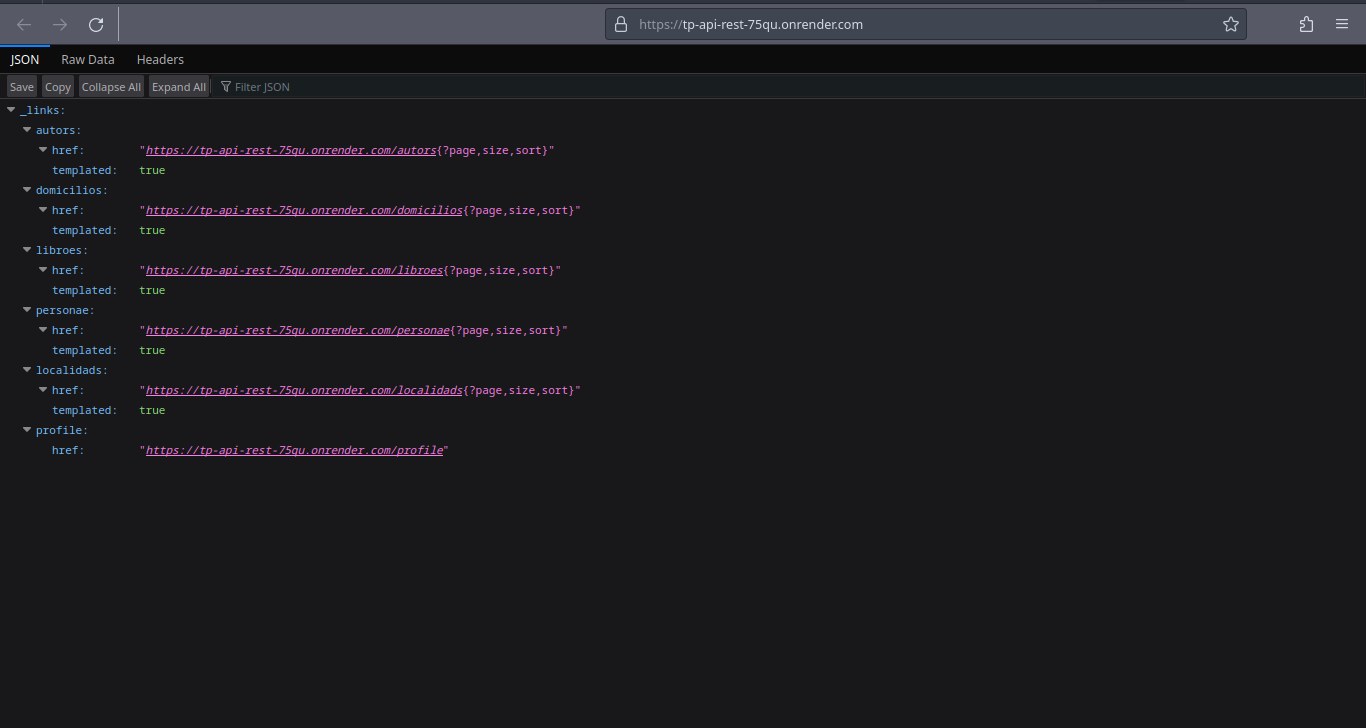 https://tp-api-rest-75qu.onrender.com
JSON Raw Data Headers
Save Copy Collapse All Expand All Filter JSON
_links:
autors:
href: "https://tp-api-rest-75qu.onrender.com/autors{?page,size,sort}"
templated: true
domicilios:
href: "https://tp-api-rest-75qu.onrender.com/domicilios{?page,size,sort}"
templated: true
libroes:
href: "https://tp-api-rest-75qu.onrender.com/libroes{?page,size,sort}"
templated: true
personae:
href: "https://tp-api-rest-75qu.onrender.com/personae{?page,size,sort}"
templated: true
localidads:
href: "https://tp-api-rest-75qu.onrender.com/localidads{?page,size,sort}"
templated: true
profile:
href: "https://tp-api-rest-75qu.onrender.com/profile"